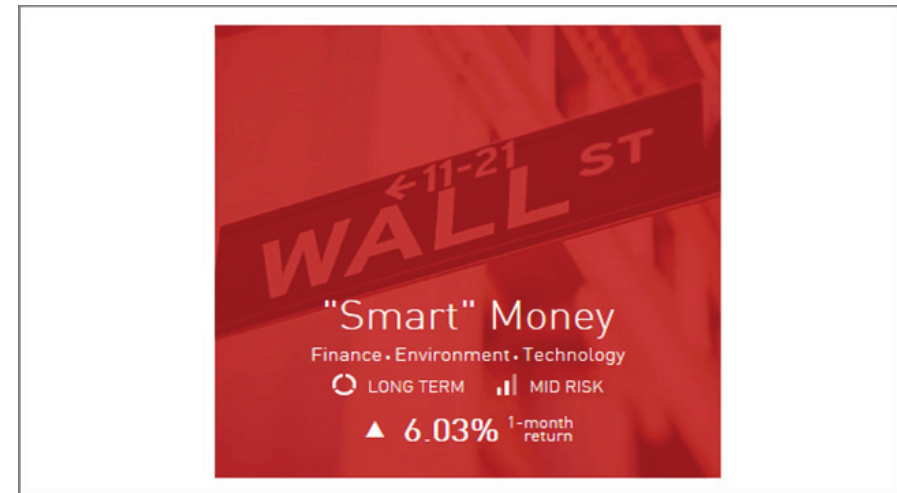 ←11-21
WALL ST
"Smart" Money
Finance • Environment • Technology
LONG TERM MID RISK
▲ 6.03% 1-month return